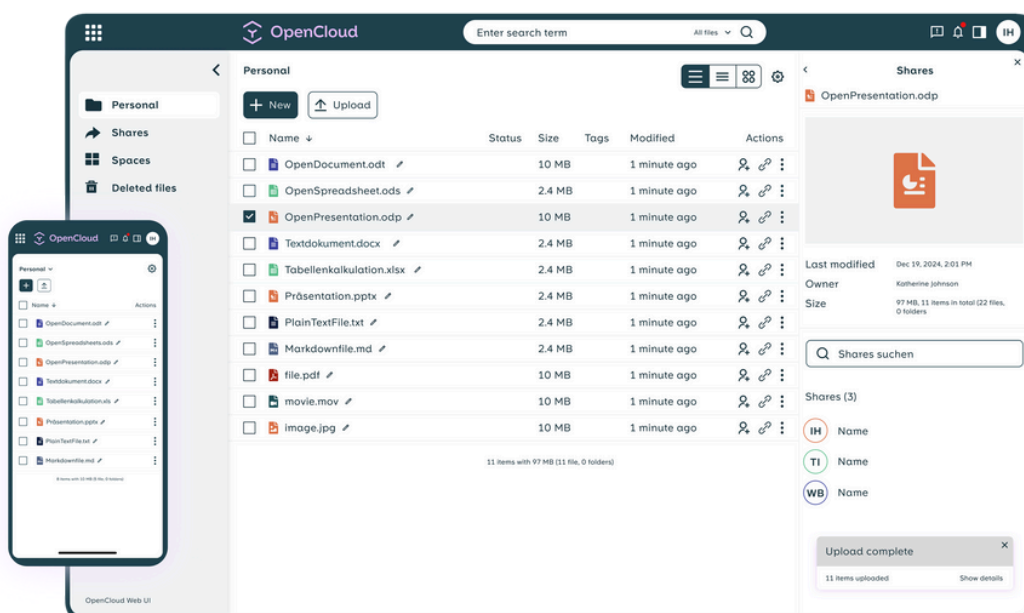 OpenCloud
Enter search term
All files
IH
Personal
Shares
Spaces
Deleted files
OpenCloud Web UI
Personal
New
Upload
Name Status Size Tags Modified Actions
OpenDocument.odt 10 MB 1 minute ago
OpenSpreadsheet.ods 2.4 MB 1 minute ago
OpenPresentation.odp 10 MB 1 minute ago
Textdokument.docx 2.4 MB 1 minute ago
Tabellenkalkulation.xlsx 2.4 MB 1 minute ago
Präsentation.pptx 2.4 MB 1 minute ago
PlainTextFile.txt 2.4 MB 1 minute ago
Markdownfile.md 2.4 MB 1 minute ago
file.pdf 10 MB 1 minute ago
movie.mov 10 MB 1 minute ago
image.jpg 10 MB 1 minute ago
11 items with 97 MB (11 file, 0 folders)
Shares
OpenPresentation.odp
Last modified Dec 19, 2024, 2:01 PM
Owner Katherine Johnson
Size 97 MB, 11 items in total (22 files,
0 folders
Shares suchen
Shares (3)
IH Name
TI Name
WB Name
Upload complete
11 items uploaded Show details
OpenCloud
IH
Personal
Name Actions
OpenDocument.odt
OpenSpreadsheets.ods
OpenPresentation.odp
Textdokument.docx
Tabellenkalkulation.xls
Präsentation.pptx
PlainTextFile.txt
Markdownfile.md